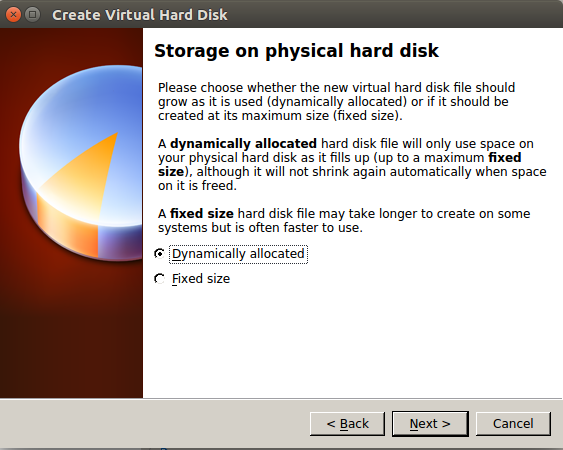 Create Virtual Hard Disk
Storage on physical hard disk
Please choose whether the new virtual hard disk file should
grow as it is used (dynamically allocated) or if it should be
created at its maximum size (fixed size).
A dynamically allocated hard disk file will only use space on
your physical hard disk as it fills up (up to a maximum fixed
size), although it will not shrink again automatically when space
on it is freed.
A fixed size hard disk file may take longer to create on some
systems but is often faster to use.
Dynamically allocated
Fixed size
< Back
Next >
Cancel